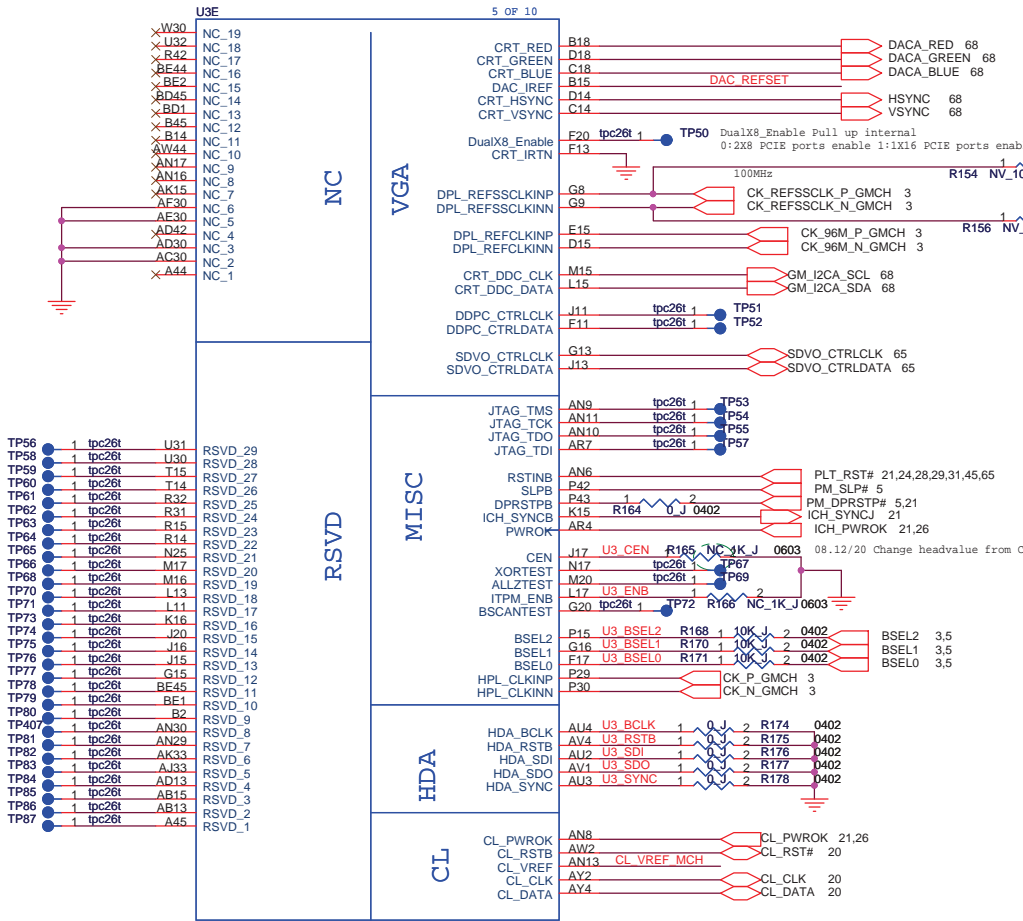 U3E
5 OF 10
W30 NC_19
U32 NC_18
R42 NC_17
BE44 NC_16
BE2 NC_15
BD45 NC_14
BD1 NC_13
B45 NC_12
B14 NC_11
AW44 NC_10
AN17 NC_9
AN16 NC_8
AK15 NC_7
AF30 NC_6
AE30 NC_5
AD42 NC_4
AD30 NC_3
AC30 NC_2
A44 NC_1
NC
VGA
CRT_RED B18 DACA_RED 68
CRT_GREEN D18 DACA_GREEN 68
CRT_BLUE C18 DACA_BLUE 68
DAC_IREF B15 DAC_REFSET
CRT_HSYNC D14 HSYNC 68
CRT_VSYNC C14 VSYNC 68
DualX8_Enable F20 tpc26t 1 TP50 DualX8_Enable Pull up internal
0:2X8 PCIE ports enable 1:1X16 PCIE ports enab
CRT_IRTN F13
100MHz
R154 1 NV_10
DPL_REFSSCLKINP G8 CK_REFSSCLK_P_GMCH 3
DPL_REFSSCLKINN G9 CK_REFSSCLK_N_GMCH 3
R156 1 NV_
DPL_REFCLKINP E15 CK_96M_P_GMCH 3
DPL_REFCLKINN D15 CK_96M_N_GMCH 3
CRT_DDC_CLK M15 GM_I2CA_SCL 68
CRT_DDC_DATA L15 GM_I2CA_SDA 68
DDPC_CTRLCLK J11 tpc26t 1 TP51
DDPC_CTRLDATA F11 tpc26t 1 TP52
SDVO_CTRLCLK G13 SDVO_CTRLCLK 65
SDVO_CTRLDATA J13 SDVO_CTRLDATA 65
RSVD
MISC
JTAG_TMS AN9 tpc26t 1 TP53
JTAG_TCK AN11 tpc26t 1 TP54
JTAG_TDO AN10 tpc26t 1 TP55
JTAG_TDI AR7 tpc26t 1 TP57
RSTINB AN6 PLT_RST# 21,24,28,29,31,45,65
SLPB P42 PM_SLP# 5
DPRSTPB P43 1 R164 0_J 2 0402 PM_DPRSTP# 5,21
ICH_SYNCB K15 ICH_SYNCJ 21
PWROK AR4 ICH_PWROK 21,26
CEN J17 U3_CEN R165 NC_1K_J 0603 08.12/20 Change headvalue from C
XORTEST N17 tpc26t 1 TP67
ALLZTEST M20 tpc26t 1 TP69
ITPM_ENB L17 U3_ENB 1 R166 2 NC_1K_J 0603
BSCANTEST G20 tpc26t 1 TP72
BSEL2 P15 U3_BSEL2 R168 1 10K_J 2 0402 BSEL2 3,5
BSEL1 G16 U3_BSEL1 R170 1 10K_J 2 0402 BSEL1 3,5
BSEL0 F17 U3_BSEL0 R171 1 10K_J 2 0402 BSEL0 3,5
HPL_CLKINP P29 CK_P_GMCH 3
HPL_CLKINN P30 CK_N_GMCH 3
TP56 1 tpc26t U31 RSVD_29
TP58 1 tpc26t U30 RSVD_28
TP59 1 tpc26t T15 RSVD_27
TP60 1 tpc26t T14 RSVD_26
TP61 1 tpc26t R32 RSVD_25
TP62 1 tpc26t R31 RSVD_24
TP63 1 tpc26t R15 RSVD_23
TP64 1 tpc26t R14 RSVD_22
TP65 1 tpc26t N25 RSVD_21
TP66 1 tpc26t M17 RSVD_20
TP68 1 tpc26t M16 RSVD_19
TP70 1 tpc26t L13 RSVD_18
TP71 1 tpc26t L11 RSVD_17
TP73 1 tpc26t K16 RSVD_16
TP74 1 tpc26t J20 RSVD_15
TP75 1 tpc26t J16 RSVD_14
TP76 1 tpc26t J15 RSVD_13
TP77 1 tpc26t G15 RSVD_12
TP78 1 tpc26t BE45 RSVD_11
TP79 1 tpc26t BE1 RSVD_10
TP80 1 tpc26t B2 RSVD_9
TP407 1 tpc26t AN30 RSVD_8
TP81 1 tpc26t AN29 RSVD_7
TP82 1 tpc26t AK33 RSVD_6
TP83 1 tpc26t AJ33 RSVD_5
TP84 1 tpc26t AD13 RSVD_4
TP85 1 tpc26t AB15 RSVD_3
TP86 1 tpc26t AB13 RSVD_2
TP87 1 tpc26t A45 RSVD_1
HDA
HDA_BCLK AU4 U3_BCLK 1 0_J 2 R174 0402
HDA_RSTB AV4 U3_RSTB 1 0_J 2 R175 0402
HDA_SDI AU2 U3_SDI 1 0_J 2 R176 0402
HDA_SDO AV1 U3_SDO 1 0_J 2 R177 0402
HDA_SYNC AU3 U3_SYNC 1 0_J 2 R178 0402
CL
CL_PWROK AN8 CL_PWROK 21,26
CL_RSTB AW2 CL_RST# 20
CL_VREF AN13 CL_VREF_MCH
CL_CLK AY2 CL_CLK 20
CL_DATA AY4 CL_DATA 20